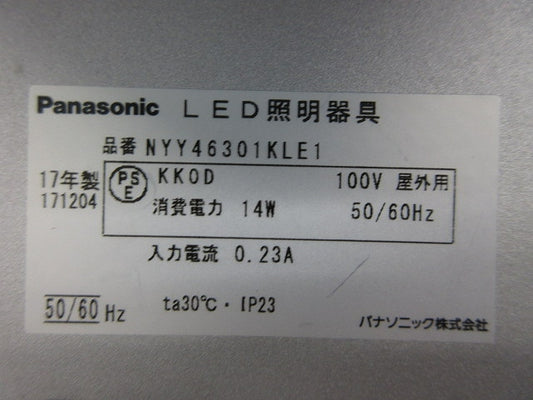 Panasonic LED照明器具
品番 NYY46301KLE1
17年製 PSE KKOD 100V 屋外用
171204 消費電力 14W 50/60Hz
入力電流 0.23A
50/60 Hz ta30℃・IP23
パナソニック株式会社